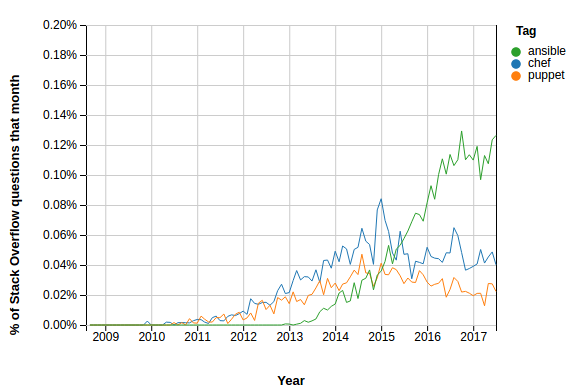 0.20%
0.18%
0.16%
0.14%
0.12%
0.10%
0.08%
0.06%
0.04%
0.02%
0.00%
% of Stack Overflow questions that month
2009 2010 2011 2012 2013 2014 2015 2016 2017
Year
Tag
ansible
chef
puppet